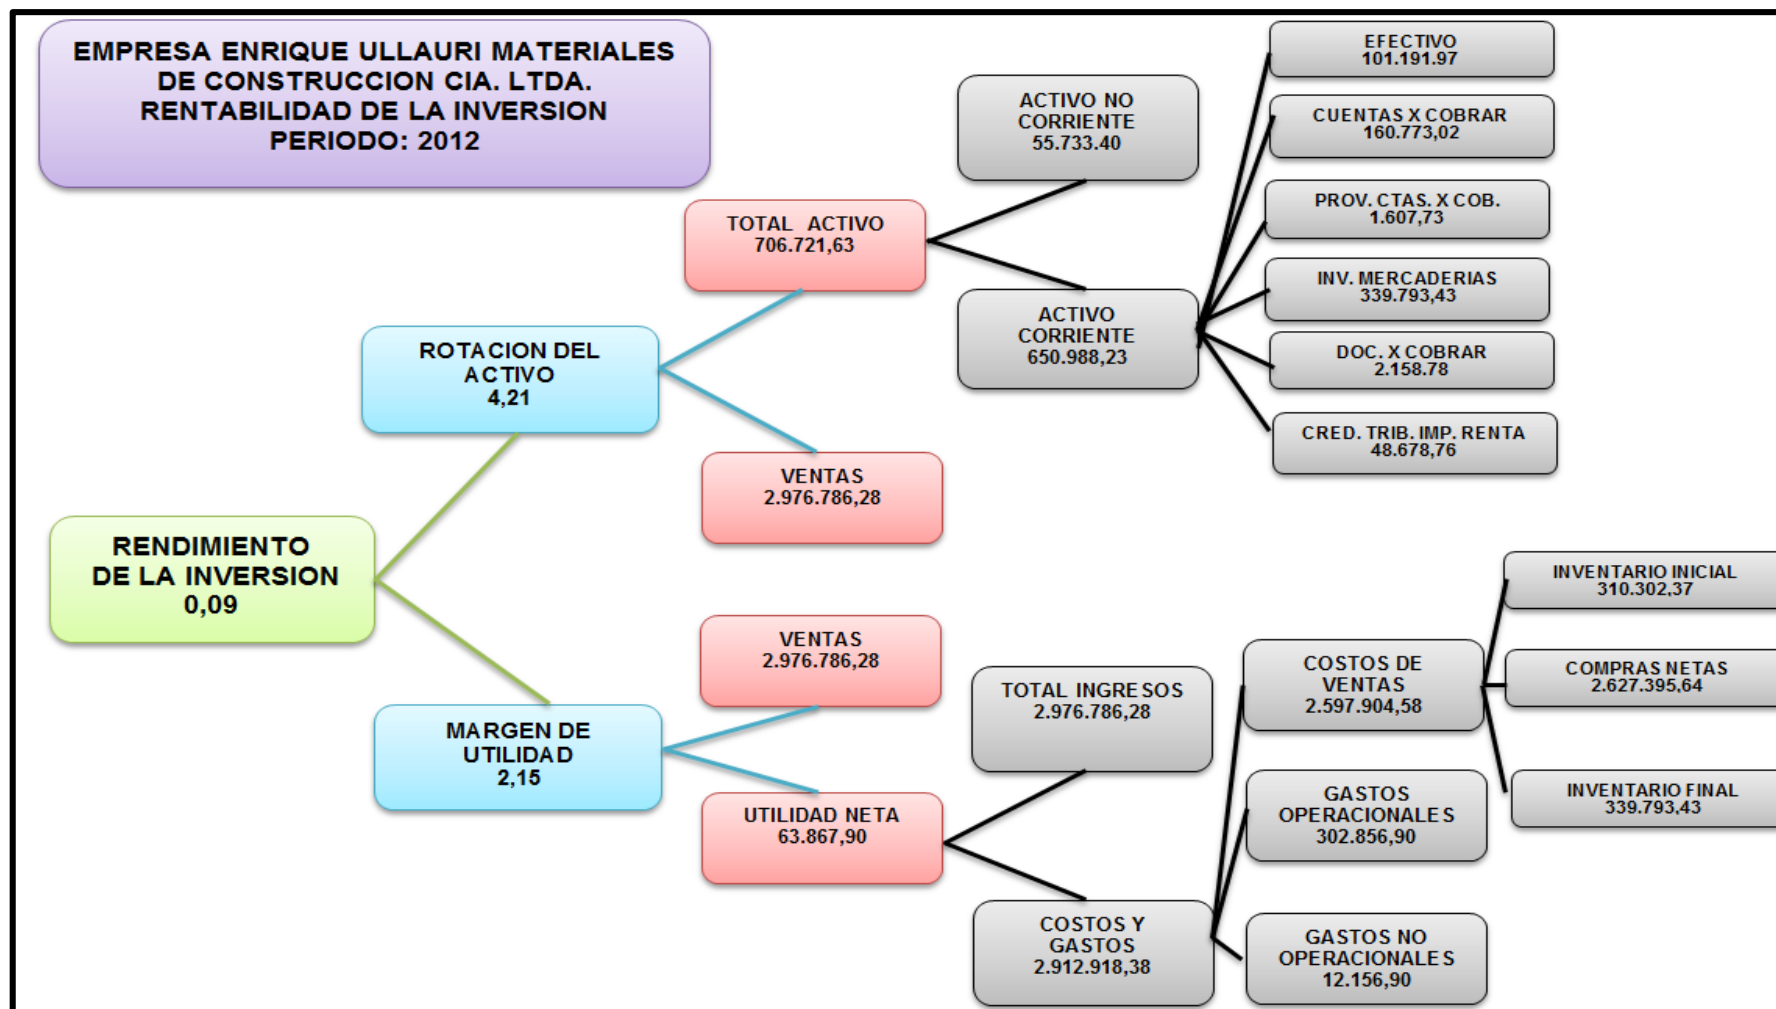 EMPRESA ENRIQUE ULLAURI MATERIALES
DE CONSTRUCCION CIA. LTDA.
RENTABILIDAD DE LA INVERSION
PERIODO: 2012
EFECTIVO
101.191.97
CUENTAS X COBRAR
160.773,02
PROV. CTAS. X COB.
1.607,73
INV. MERCADERIAS
339.793,43
DOC. X COBRAR
2.158.78
CRED. TRIB. IMP. RENTA
48.678,76
ACTIVO NO
CORRIENTE
55.733.40
ACTIVO
CORRIENTE
650.988,23
TOTAL ACTIVO
706.721,63
ROTACION DEL
ACTIVO
4,21
VENTAS
2.976.786,28
RENDIMIENTO
DE LA INVERSION
0,09
VENTAS
2.976.786,28
MARGEN DE
UTILIDAD
2,15
UTILIDAD NETA
63.867,90
TOTAL INGRESOS
2.976.786,28
COSTOS Y
GASTOS
2.912.918,38
COSTOS DE
VENTAS
2.597.904,58
GASTOS
OPERACIONALES
302.856,90
GASTOS NO
OPERACIONALES
12.156,90
INVENTARIO INICIAL
310.302,37
COMPRAS NETAS
2.627.395,64
INVENTARIO FINAL
339.793,43